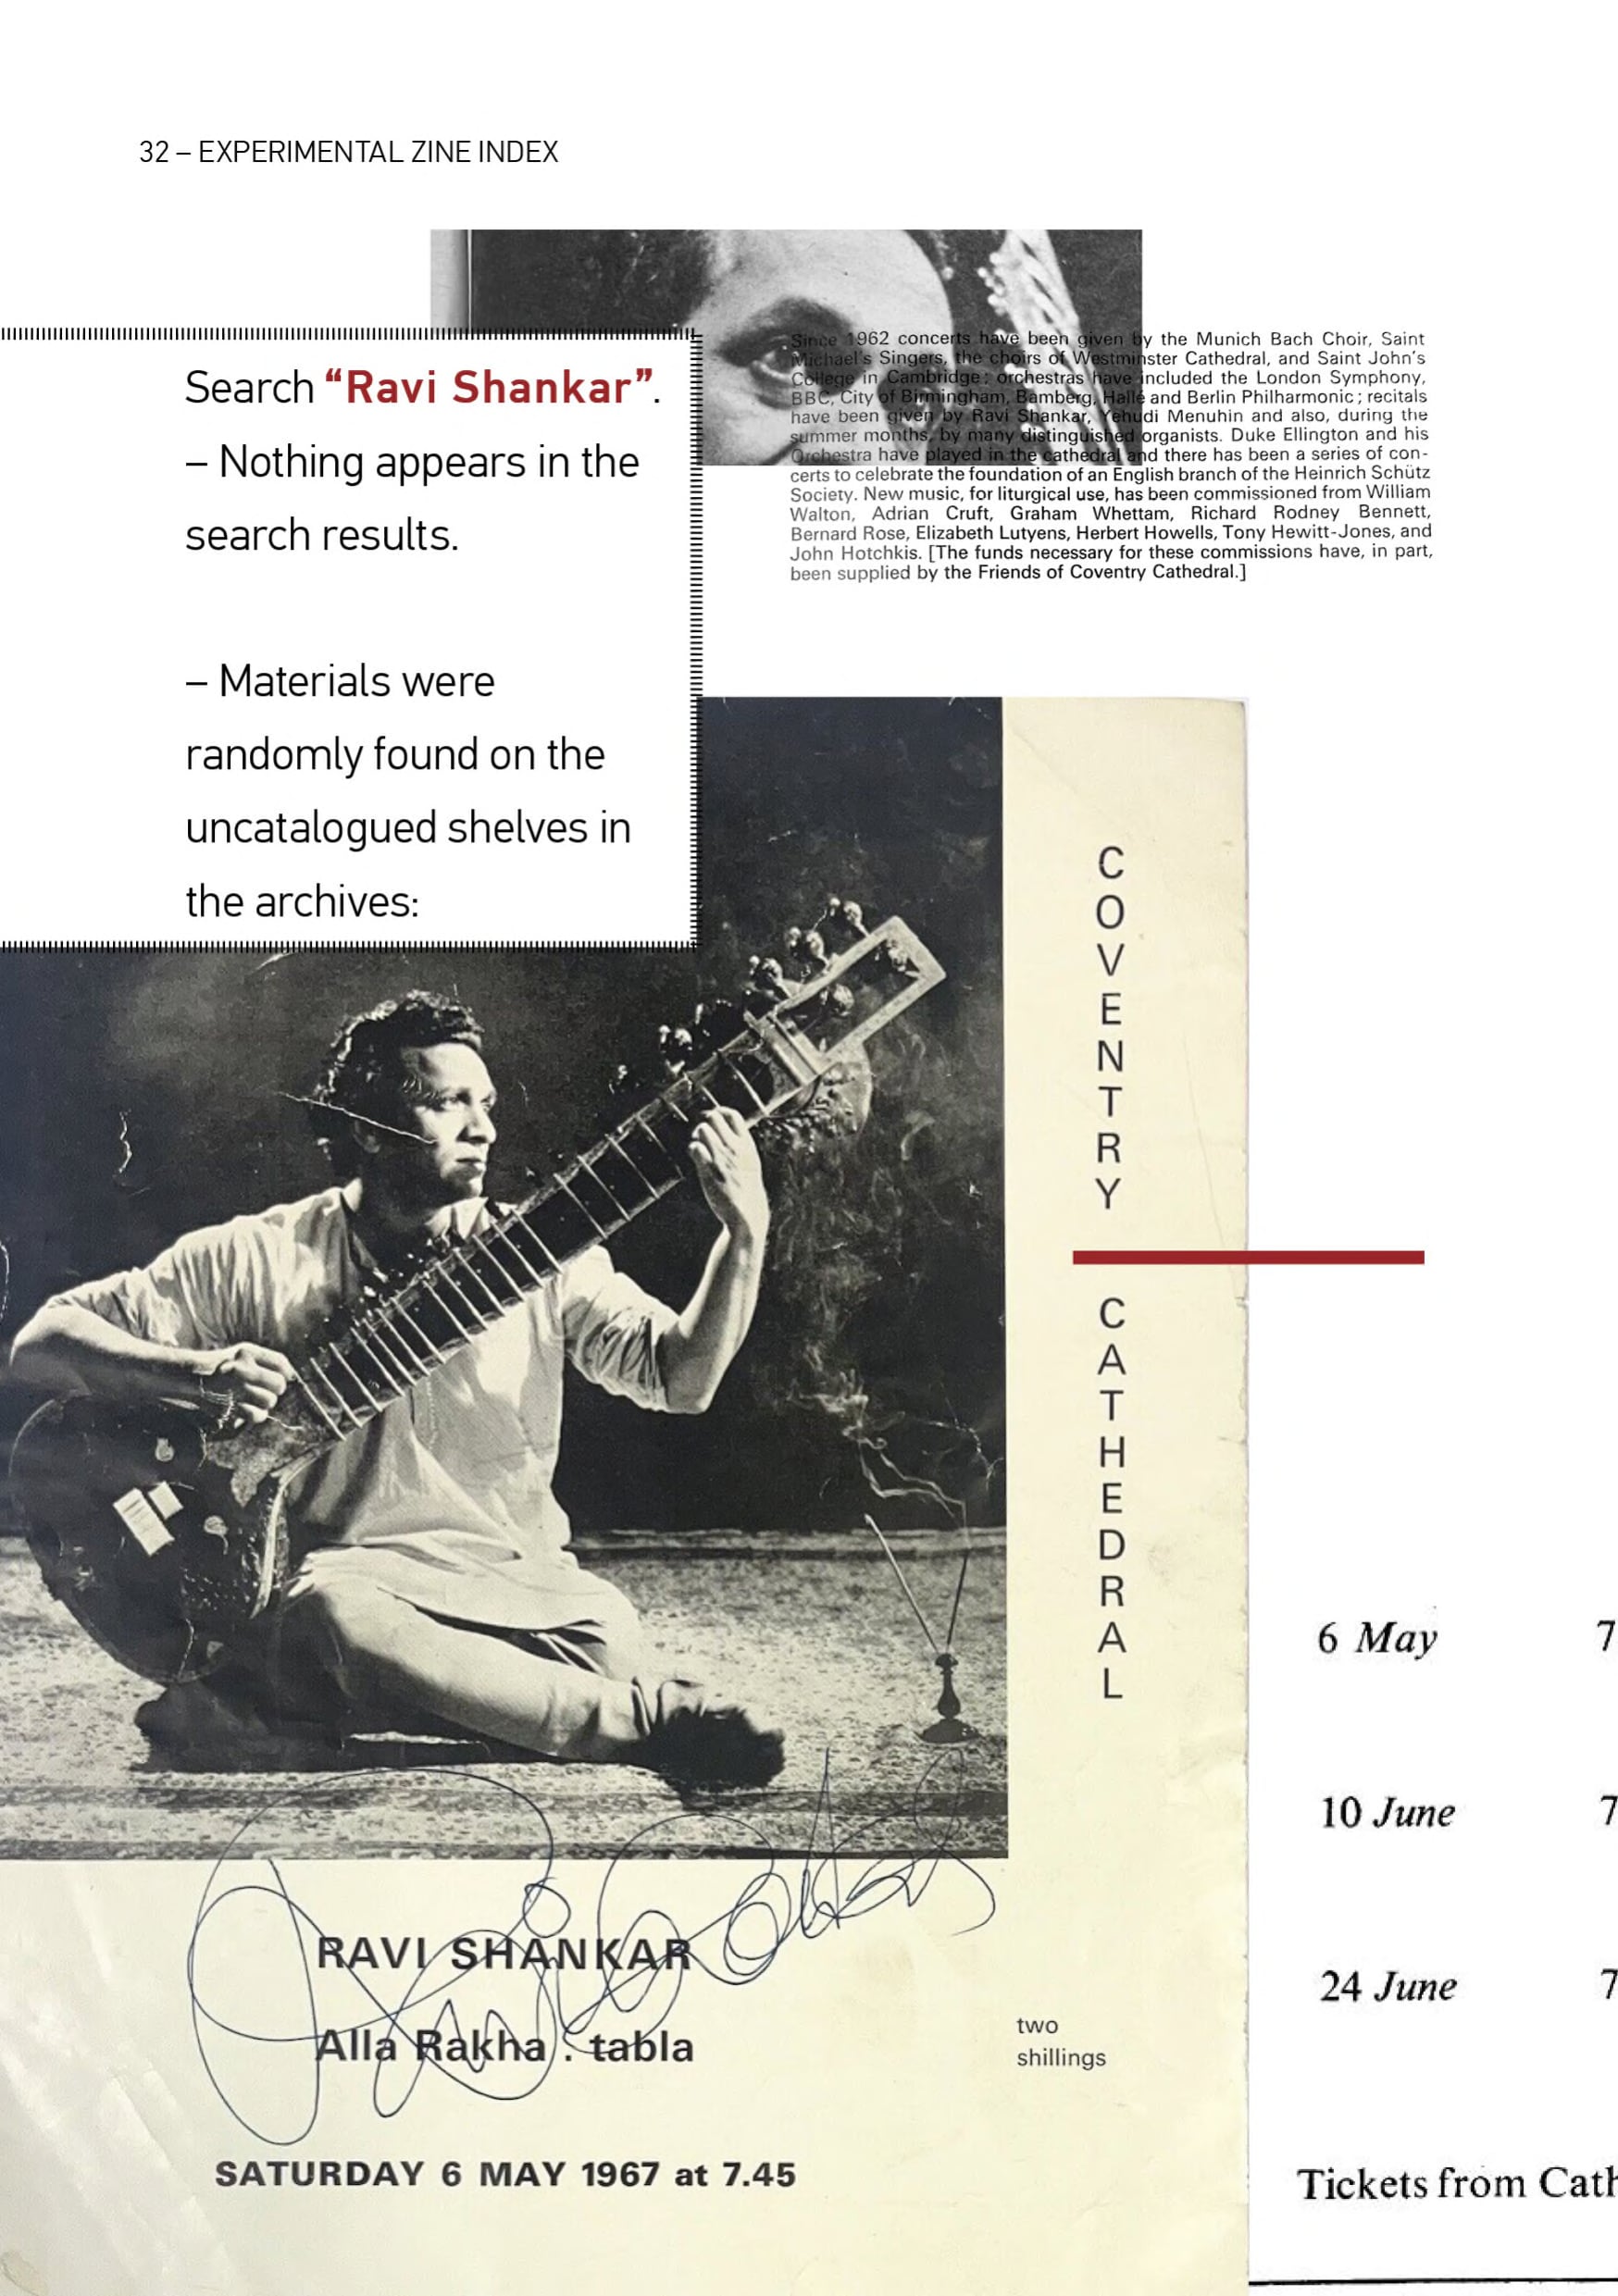 32 – EXPERIMENTAL ZINE INDEX
Search “Ravi Shankar”.
– Nothing appears in the
search results.
– Materials were
randomly found on the
uncatalogued shelves in
the archives:
Since 1962 concerts have been given by the Munich Bach Choir, Saint
Michael's Singers, the choirs of Westminster Cathedral, and Saint John's
College in Cambridge; orchestras have included the London Symphony,
BBC, City of Birmingham, Bamberg, Hallé and Berlin Philharmonic; recitals
have been given by Ravi Shankar, Yehudi Menuhin and also, during the
summer months, by many distinguished organists. Duke Ellington and his
Orchestra have played in the cathedral and there has been a series of con-
certs to celebrate the foundation of an English branch of the Heinrich Schütz
Society. New music, for liturgical use, has been commissioned from William
Walton, Adrian Cruft, Graham Whettam, Richard Rodney Bennett,
Bernard Rose, Elizabeth Lutyens, Herbert Howells, Tony Hewitt-Jones, and
John Hotchkis. [The funds necessary for these commissions have, in part,
been supplied by the Friends of Coventry Cathedral.]
COVENTRY
CATHEDRAL
6 May 7
10 June 7
24 June 7
Tickets from Cath
RAVI SHANKAR
Alla Rakha : tabla
two
shillings
SATURDAY 6 MAY 1967 at 7.45